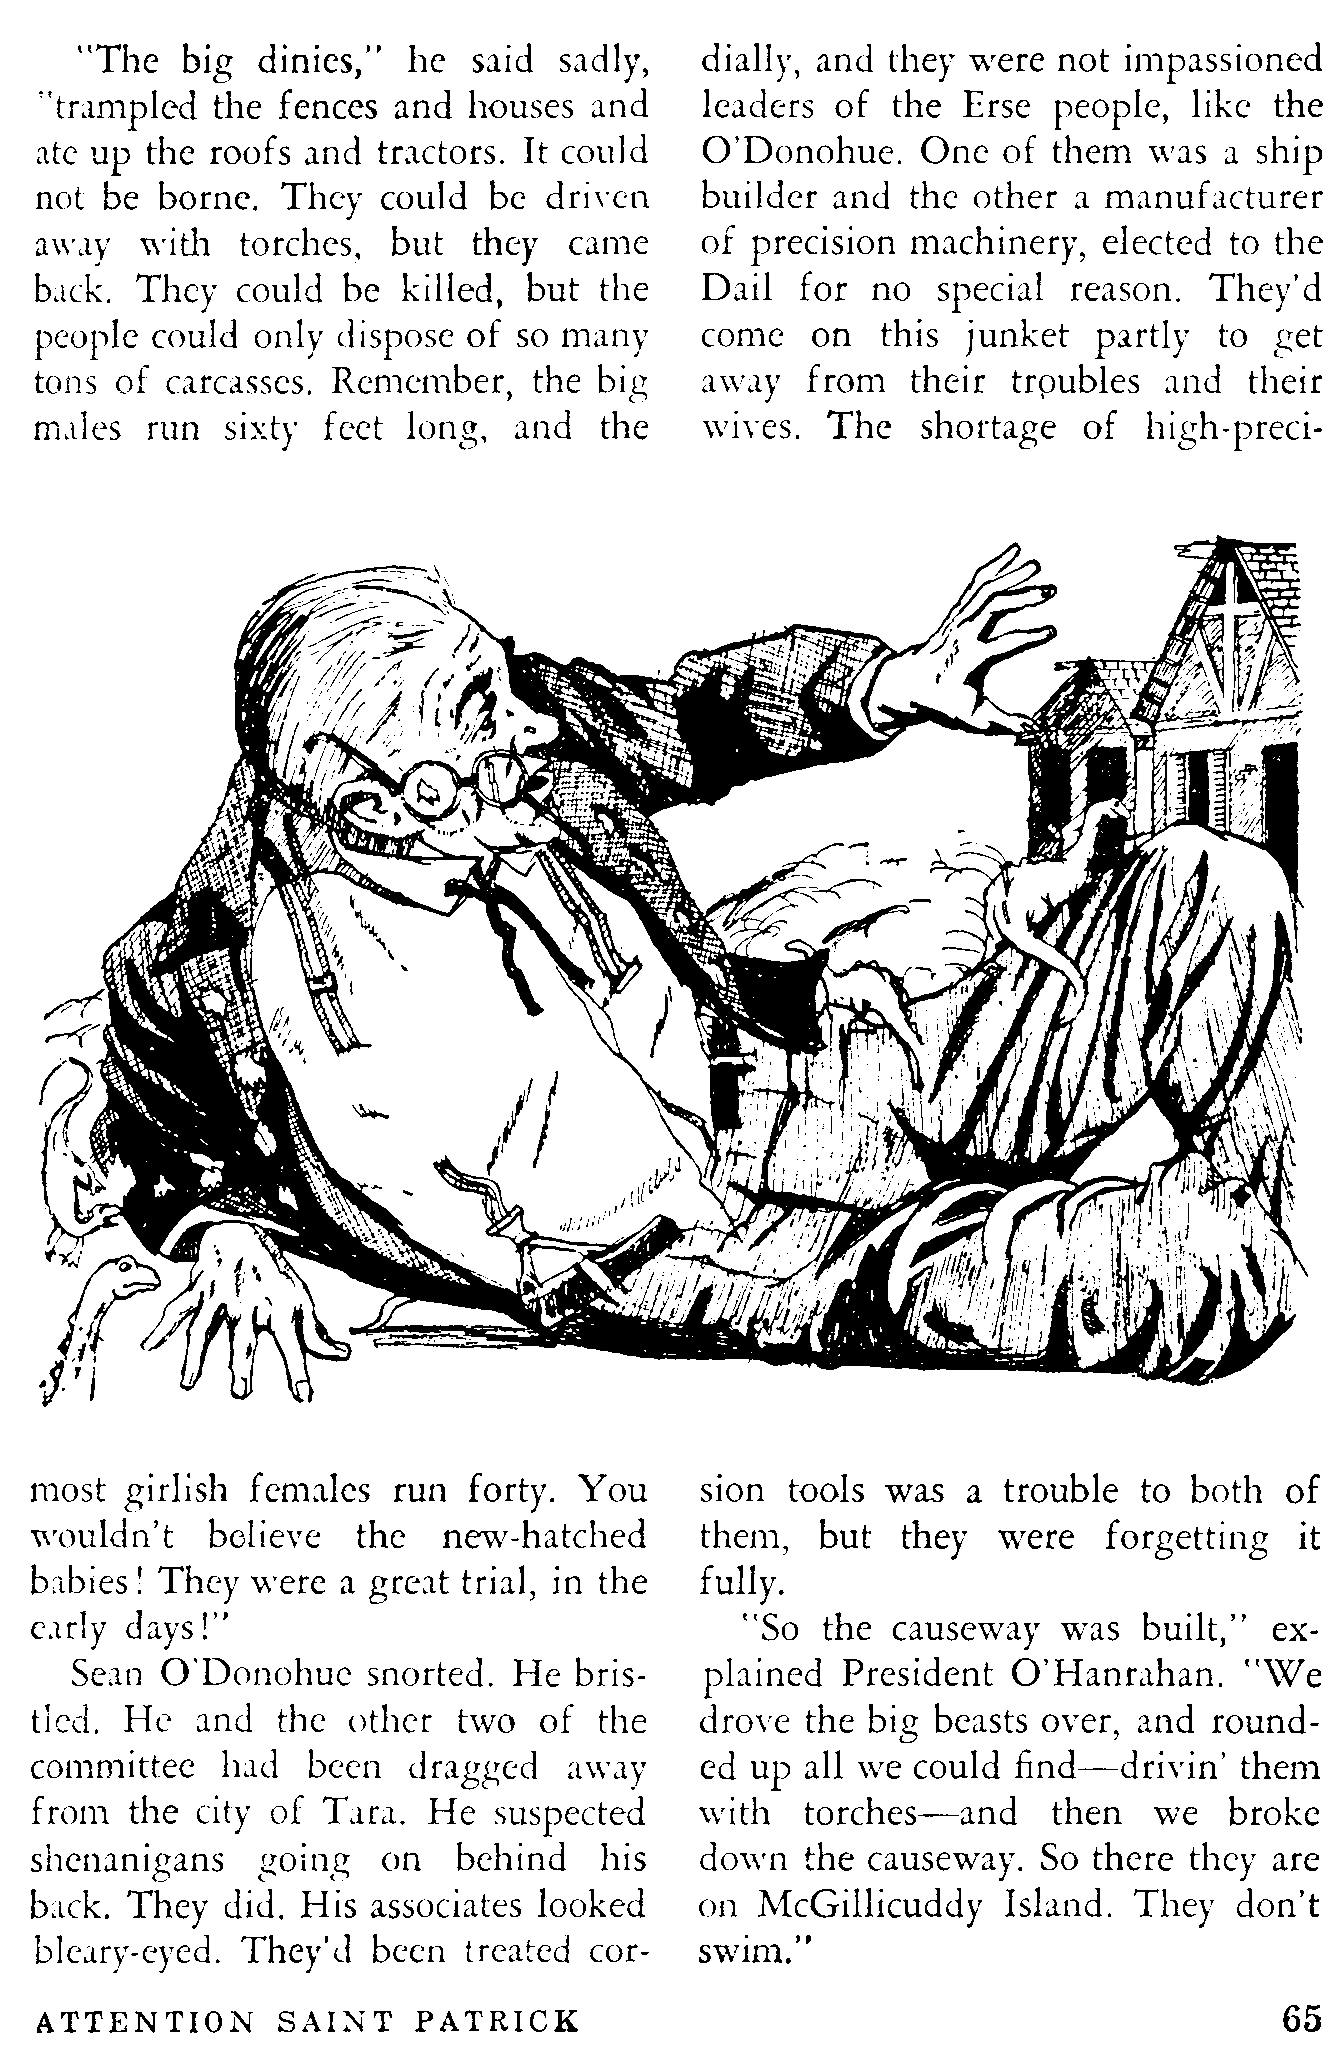 "The big dinies," he said sadly,
"trampled the fences and houses and
ate up the roofs and tractors. It could
not be borne. They could be driven
away with torches, but they came
back. They could be killed, but the
people could only dispose of so many
tons of carcasses. Remember, the big
males run sixty feet long, and the
most girlish females run forty. You
wouldn't believe the new-hatched
babies! They were a great trial, in the
early days!"
Sean O'Donohue snorted. He bris-
tled. He and the other two of the
committee had been dragged away
from the city of Tara. He suspected
shenanigans going on behind his
back. They did. His associates looked
bleary-eyed. They'd been treated cor-
dially, and they were not impassioned
leaders of the Erse people, like the
O'Donohue. One of them was a ship
builder and the other a manufacturer
of precision machinery, elected to the
Dail for no special reason. They'd
come on this junket partly to get
away from their troubles and their
wives. The shortage of high-preci-
sion tools was a trouble to both of
them, but they were forgetting it
fully.
"So the causeway was built," ex-
plained President O'Hanrahan. "We
drove the big beasts over, and round-
ed up all we could find—drivin' them
with torches—and then we broke
down the causeway. So there they are
on McGillicuddy Island. They don't
swim."
ATTENTION SAINT PATRICK 65